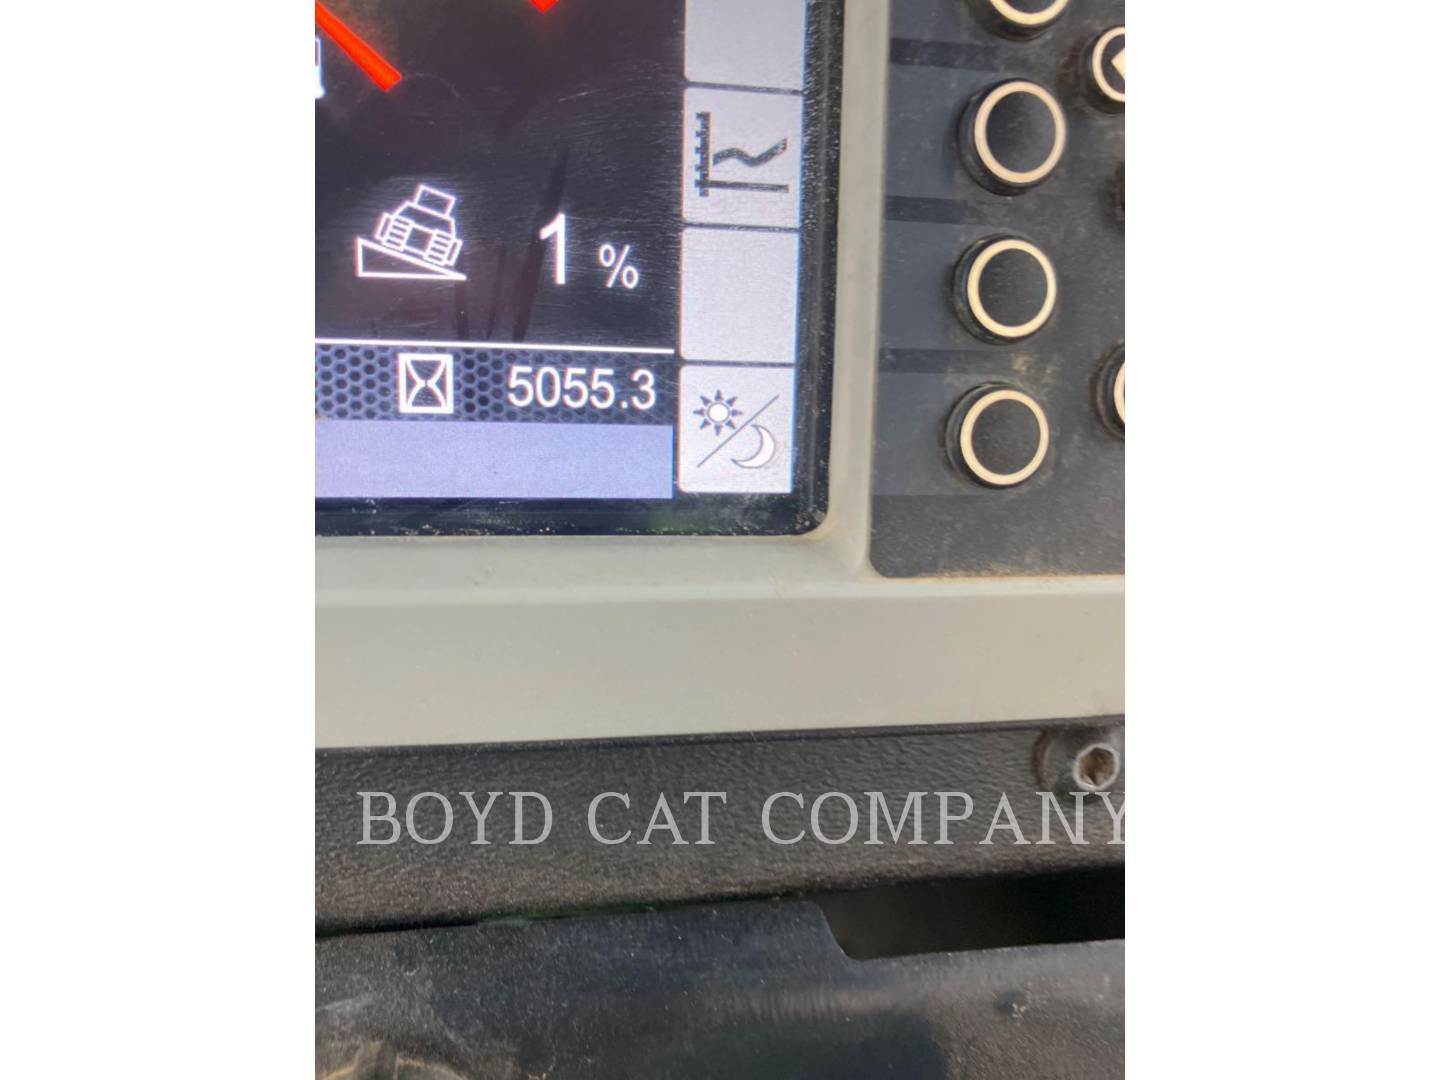 1 %
5055.3
BOYD CAT COMPANY